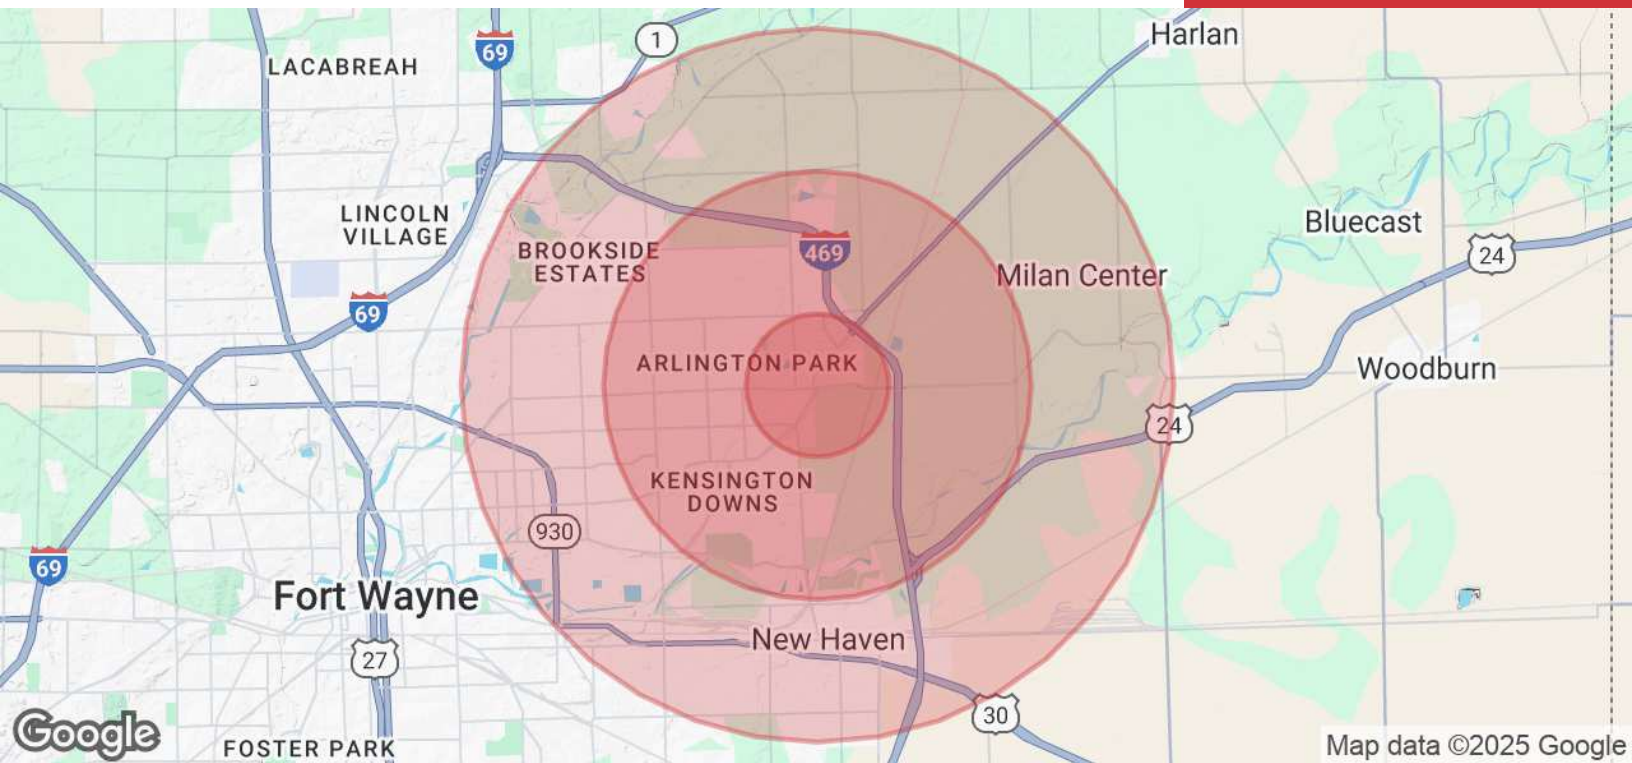 Harlan
1
69
LACABREAH
LINCOLN
VILLAGE
BROOKSIDE
ESTATES
469
Bluecast
24
Milan Center
69
ARLINGTON PARK
Woodburn
24
KENSINGTON
DOWNS
930
69
Fort Wayne
New Haven
27
30
Google
FOSTER PARK
Map data ©2025 Google